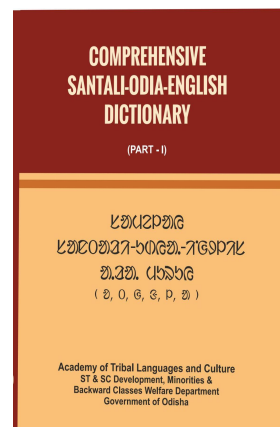 COMPREHENSIVE
SANTALI-ODIA-ENGLISH
DICTIONARY
(PART - I)
( ᱚ, ᱛ, ᱜ, ᱝ, ᱞ, ᱟ )
Academy of Tribal Languages and Culture
ST & SC Development, Minorities &
Backward Classes Welfare Department
Government of Odisha